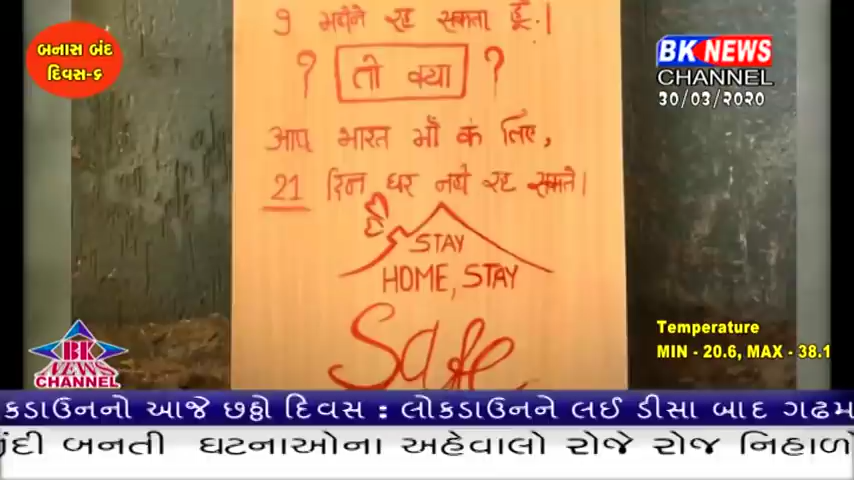 9 महीने रह सकता हूँ.।
? तो क्या ?
आप भारत माँ के लिए,
21 दिन घर नही रह सकते।
STAY
HOME, STAY
Safe
બનાસ બંદ
દિવસ-૬
BK NEWS
CHANNEL
30/03/2020
BK
NEWS
CHANNEL
Temperature
MIN - 20.6, MAX - 38.1
કડાઉનનો આજે છઠ્ઠો દિવસ : લોકડાઉનને લઈ ડીસા બાદ ગઢમ
બનતી ઘટનાઓના અહેવાલો રોજે રોજ નિહાળો